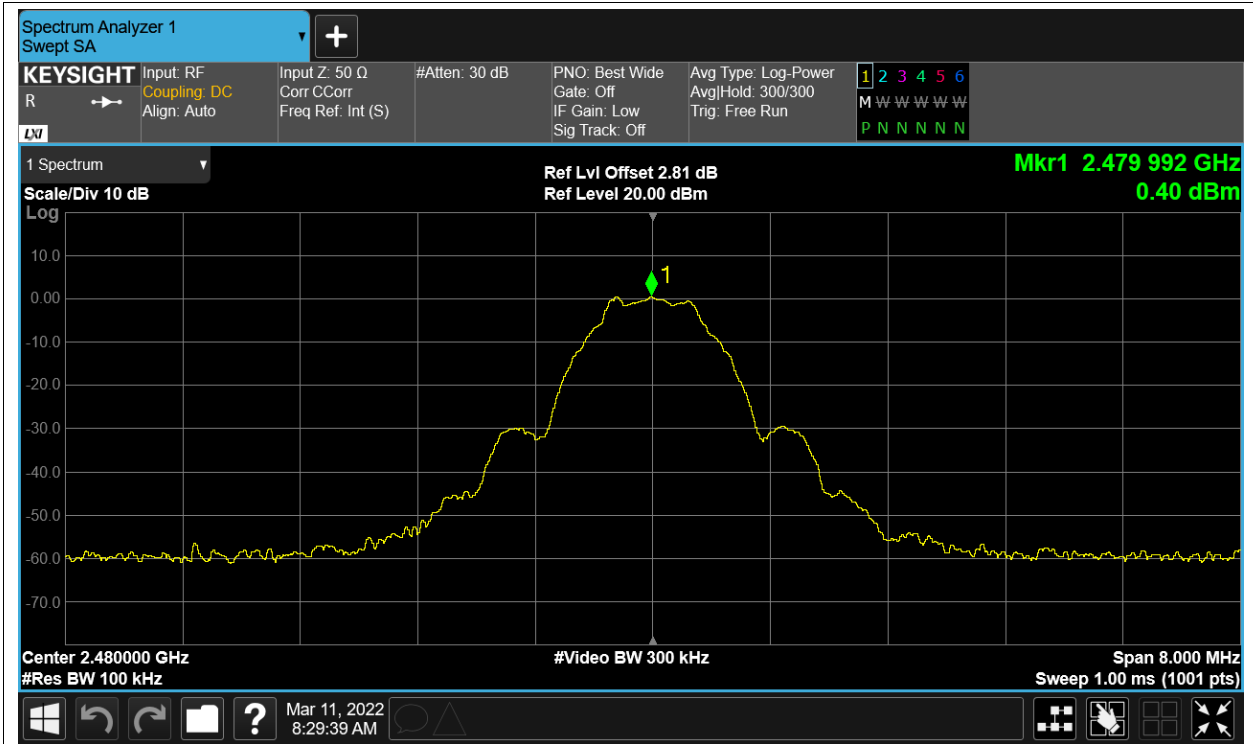 Spectrum Analyzer 1
Swept SA
+
KEYSIGHT
R
LXI
Input: RF
Coupling: DC
Align: Auto
Input Z: 50 Ω
Corr CCorr
Freq Ref: Int (S)
#Atten: 30 dB
PNO: Best Wide
Gate: Off
IF Gain: Low
Sig Track: Off
Avg Type: Log-Power
Avg|Hold: 300/300
Trig: Free Run
1 2 3 4 5 6
M W W W W W
P N N N N N
1 Spectrum
Scale/Div 10 dB
Log
Ref Lvl Offset 2.81 dB
Ref Level 20.00 dBm
Mkr1 2.479 992 GHz
0.40 dBm
1
10.0
0.00
-10.0
-20.0
-30.0
-40.0
-50.0
-60.0
-70.0
Center 2.480000 GHz
#Res BW 100 kHz
#Video BW 300 kHz
Span 8.000 MHz
Sweep 1.00 ms (1001 pts)
?
Mar 11, 2022
8:29:39 AM